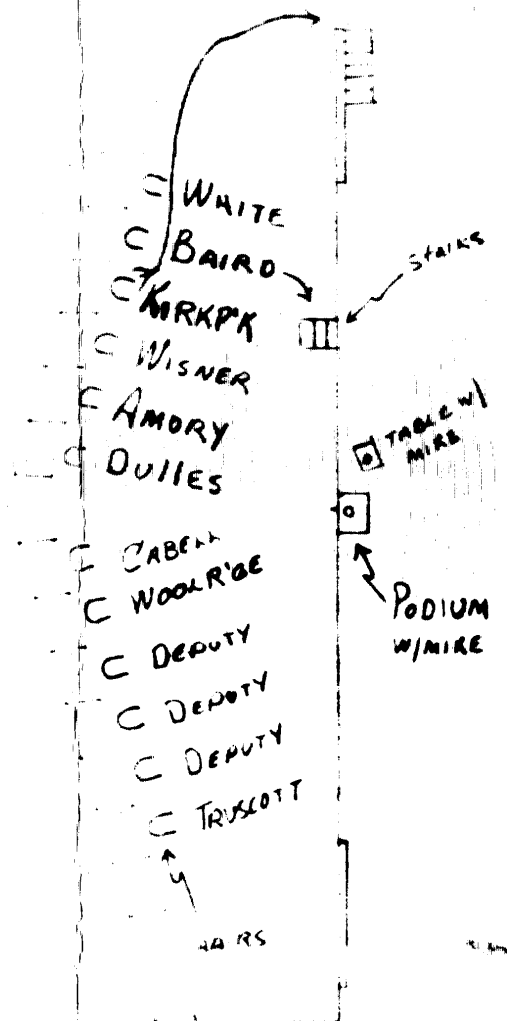 WHITE
BAIRD
STAIRS
KIRKP'K
WISNER
AMORY
TABLE W/
MIKE
DULLES
CABELL
WOOLR'GE
PODIUM
W/MIKE
DEPUTY
DEPUTY
DEPUTY
TRUSCOTT